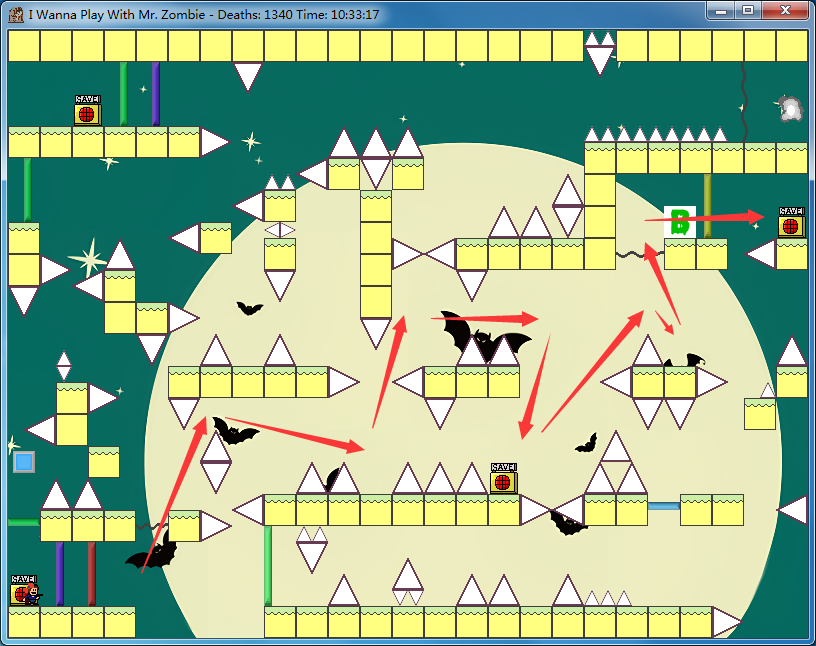 I Wanna Play With Mr. Zombie - Deaths: 1340 Time: 10:33:17
SAVE!
SAVE!
B
SAVE!
SAVE!